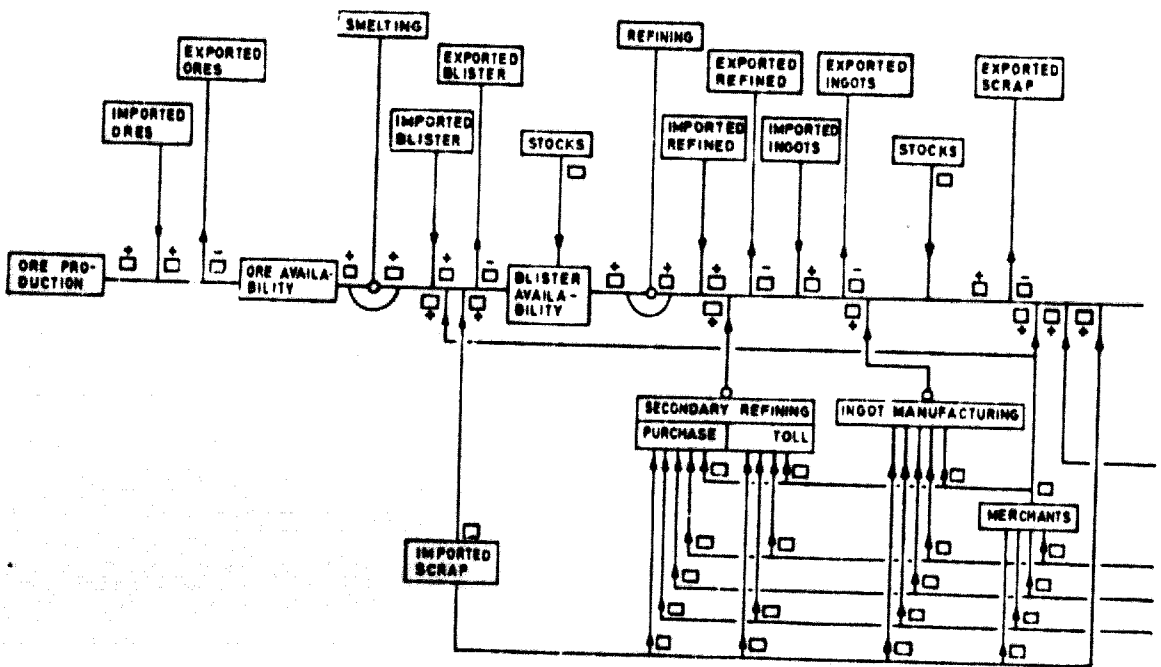 SMELTING
REFINING
EXPORTED
ORES
EXPORTED
BLISTER
EXPORTED
REFINED
EXPORTED
INGOTS
EXPORTED
SCRAP
IMPORTED
ORES
IMPORTED
BLISTER
STOCKS
IMPORTED
REFINED
IMPORTED
INGOTS
STOCKS
+ + - + + + - + + + - + - + -
ORE PRO-
DUCTION
ORE AVAILA-
BILITY
BLISTER
AVAILA-
BILITY
+ + + + + + +
SECONDARY REFINING
PURCHASE TOLL
INGOT MANUFACTURING
MERCHANTS
IMPORTED
SCRAP